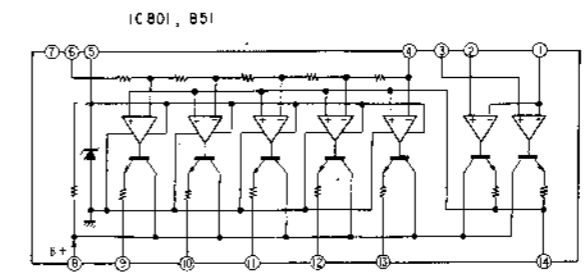 IC801, 851
⑦ ⑥ ⑤ ④ ③ ② ①
+ - + - + - + - + - + - + -
B+
⑧ ⑨ ⑩ ⑪ ⑫ ⑬ ⑭